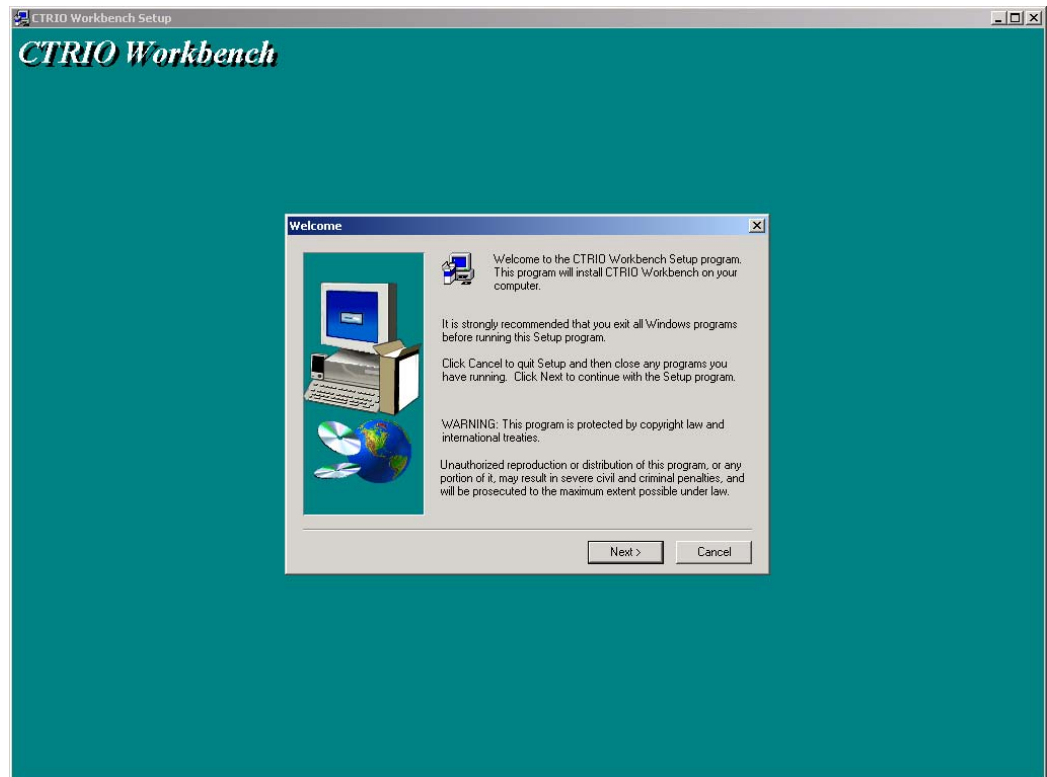 CTRIO Workbench Setup
CTRIO Workbench
Welcome
Welcome to the CTRIO Workbench Setup program.
This program will install CTRIO Workbench on your
computer.
It is strongly recommended that you exit all Windows programs
before running this Setup program.
Click Cancel to quit Setup and then close any programs you
have running. Click Next to continue with the Setup program.
WARNING: This program is protected by copyright law and
international treaties.
Unauthorized reproduction or distribution of this program, or any
portion of it, may result in severe civil and criminal penalties, and
will be prosecuted to the maximum extent possible under law.
Next >
Cancel